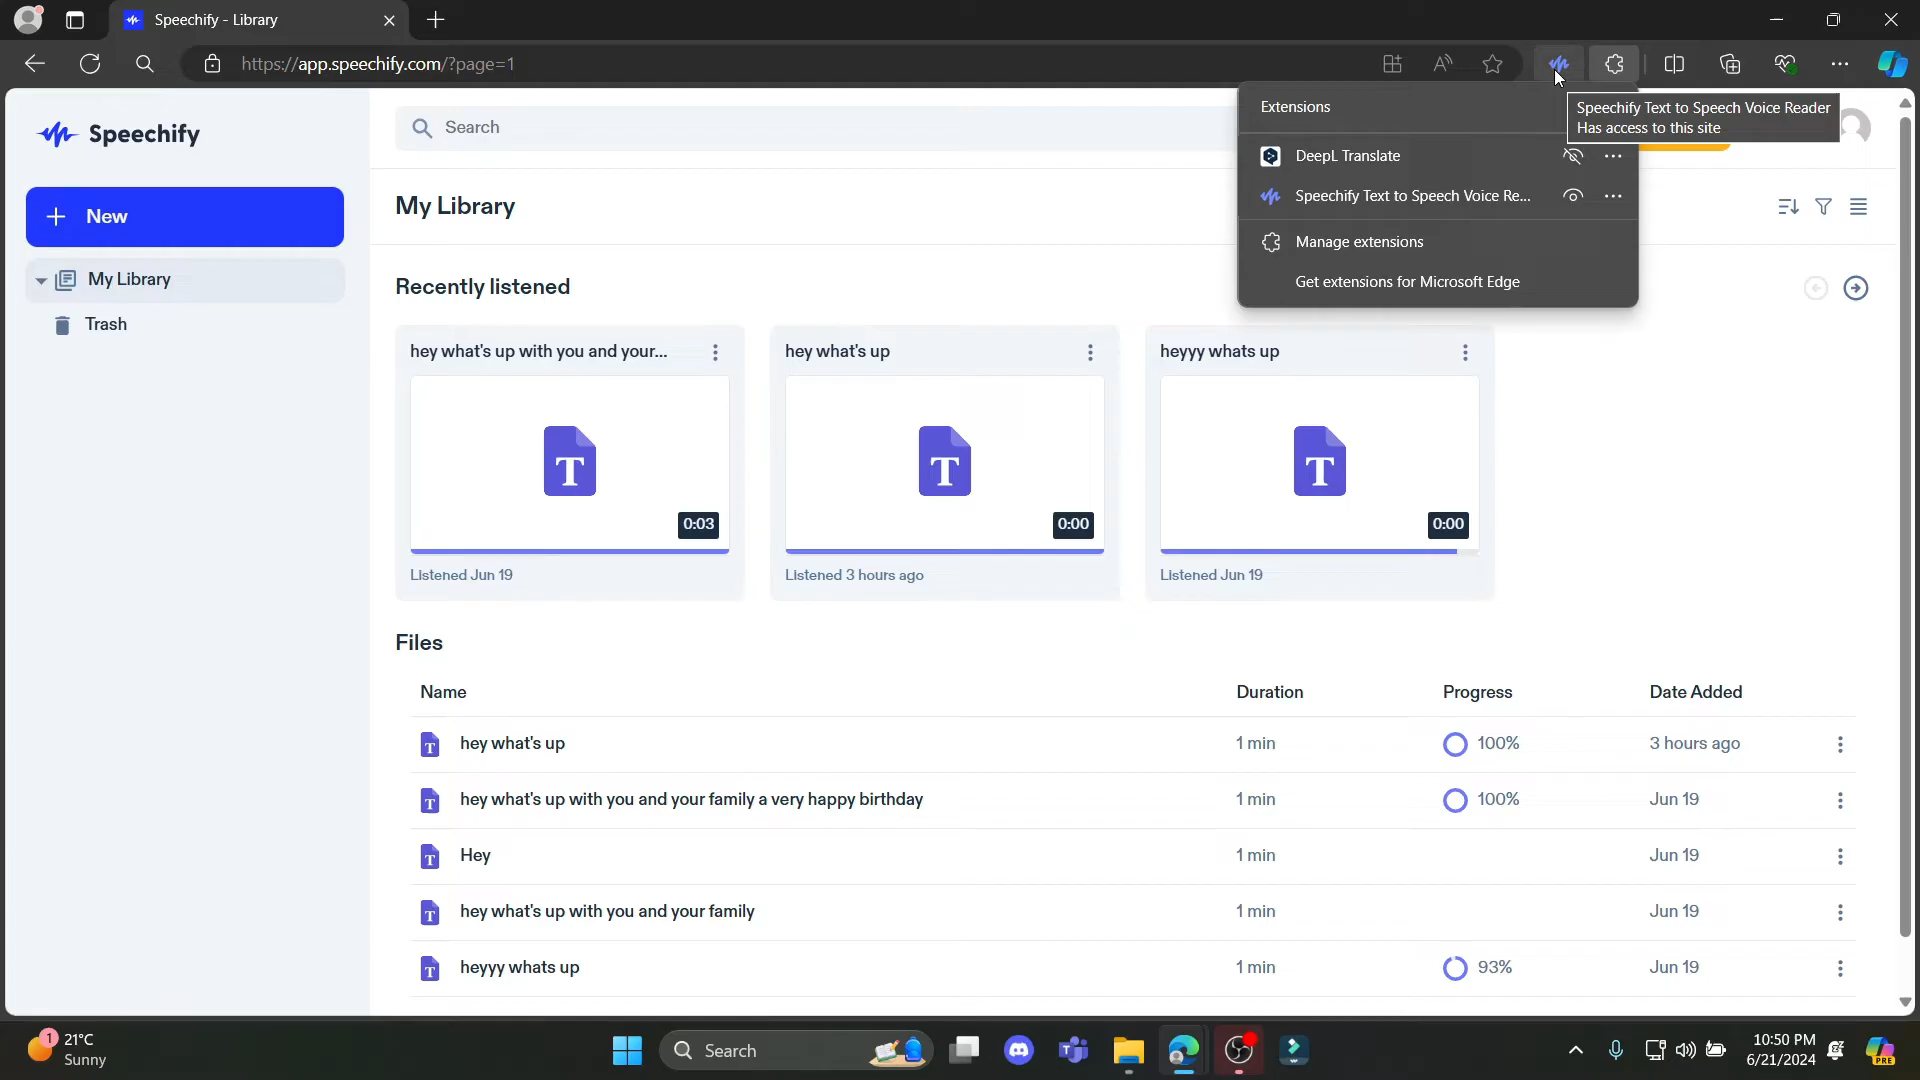 Speechify - Library
https://app.speechify.com/?page=1
Extensions
Speechify Text to Speech Voice Reader
Has access to this site
DeepL Translate
Speechify Text to Speech Voice Re...
Manage extensions
Get extensions for Microsoft Edge
Speechify
Search
New
My Library
My Library
Trash
Recently listened
hey what's up with you and your...
hey what's up
heyyy whats up
T
T
T
0:03
0:00
0:00
Listened Jun 19
Listened 3 hours ago
Listened Jun 19
Files
Name Duration Progress Date Added
T hey what's up 1 min 100% 3 hours ago
T hey what's up with you and your family a very happy birthday 1 min 100% Jun 19
T Hey 1 min Jun 19
T hey what's up with you and your family 1 min Jun 19
T heyyy whats up 1 min 93% Jun 19
1
21°C
Sunny
Search
10:50 PM
6/21/2024
PRE